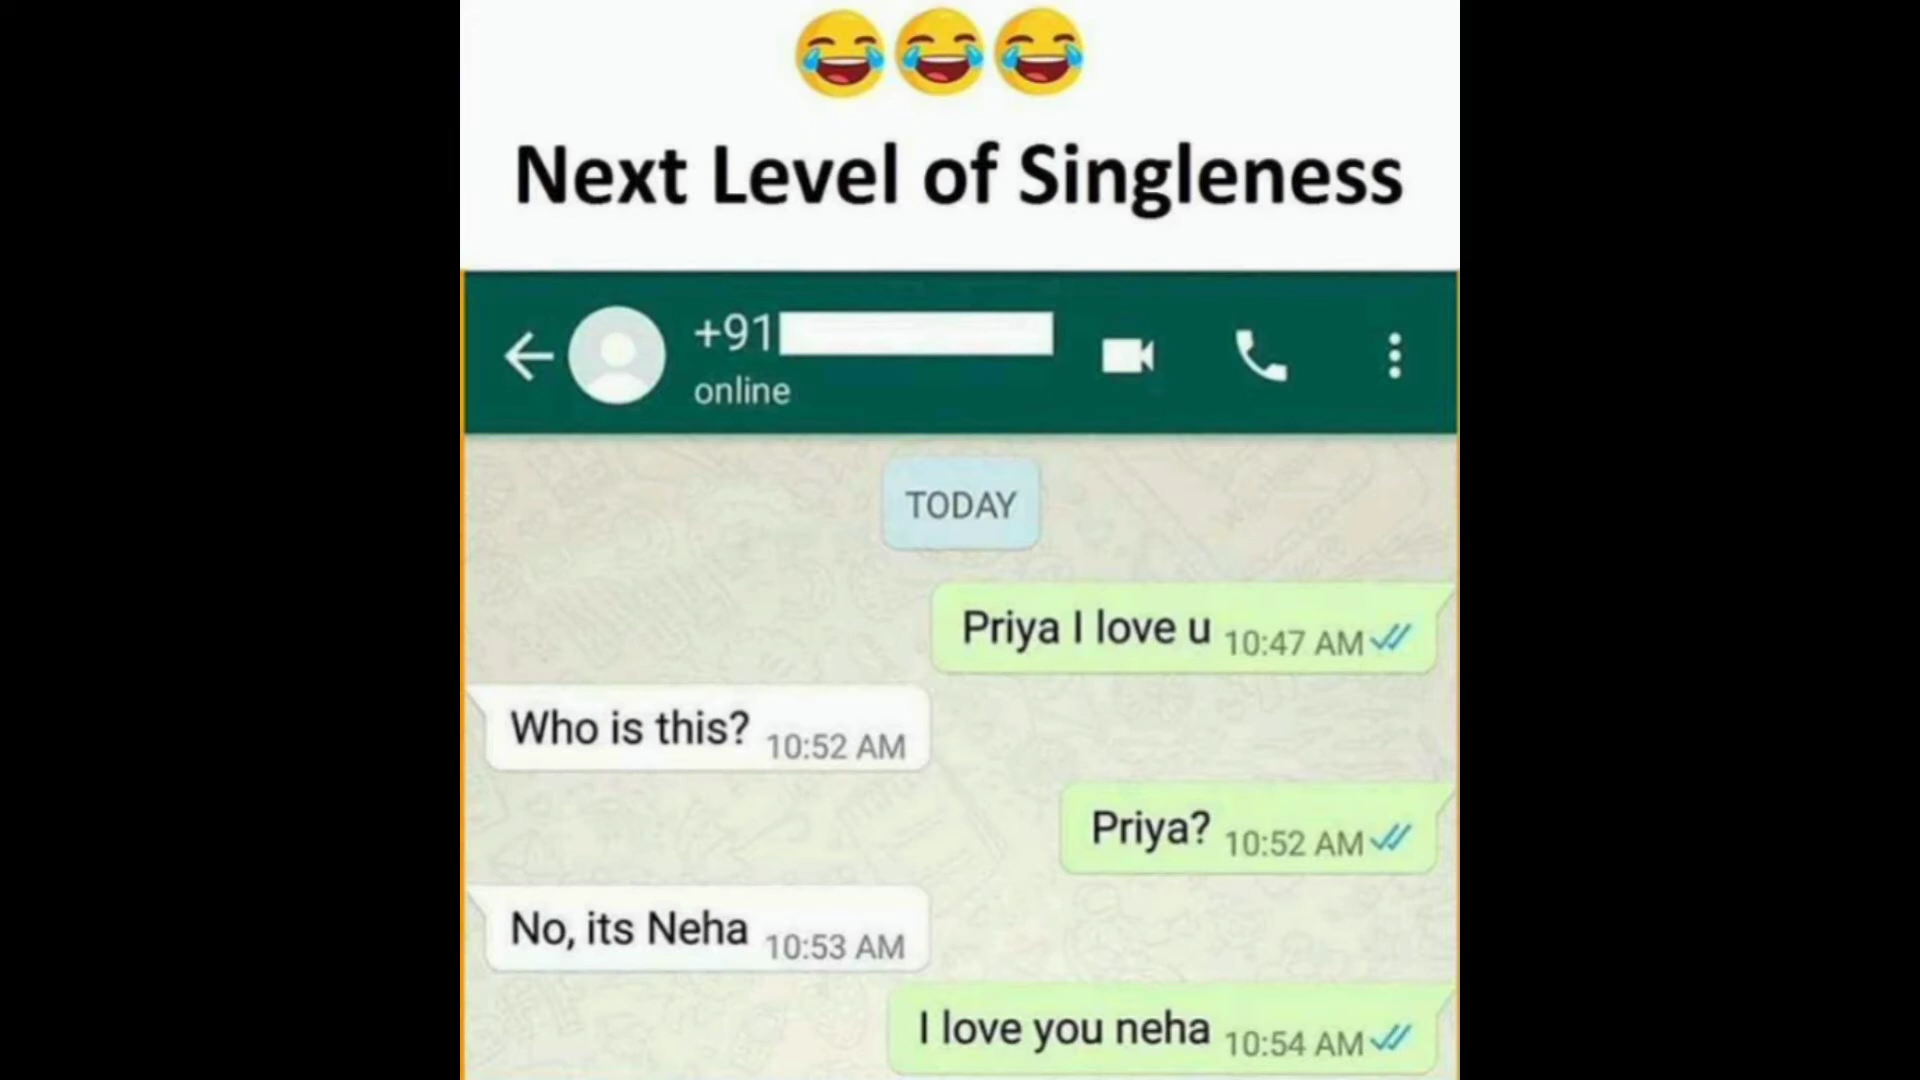 Next Level of Singleness
+91
online
TODAY
Priya I love u 10:47 AM
Who is this? 10:52 AM
Priya? 10:52 AM
No, its Neha 10:53 AM
I love you neha 10:54 AM